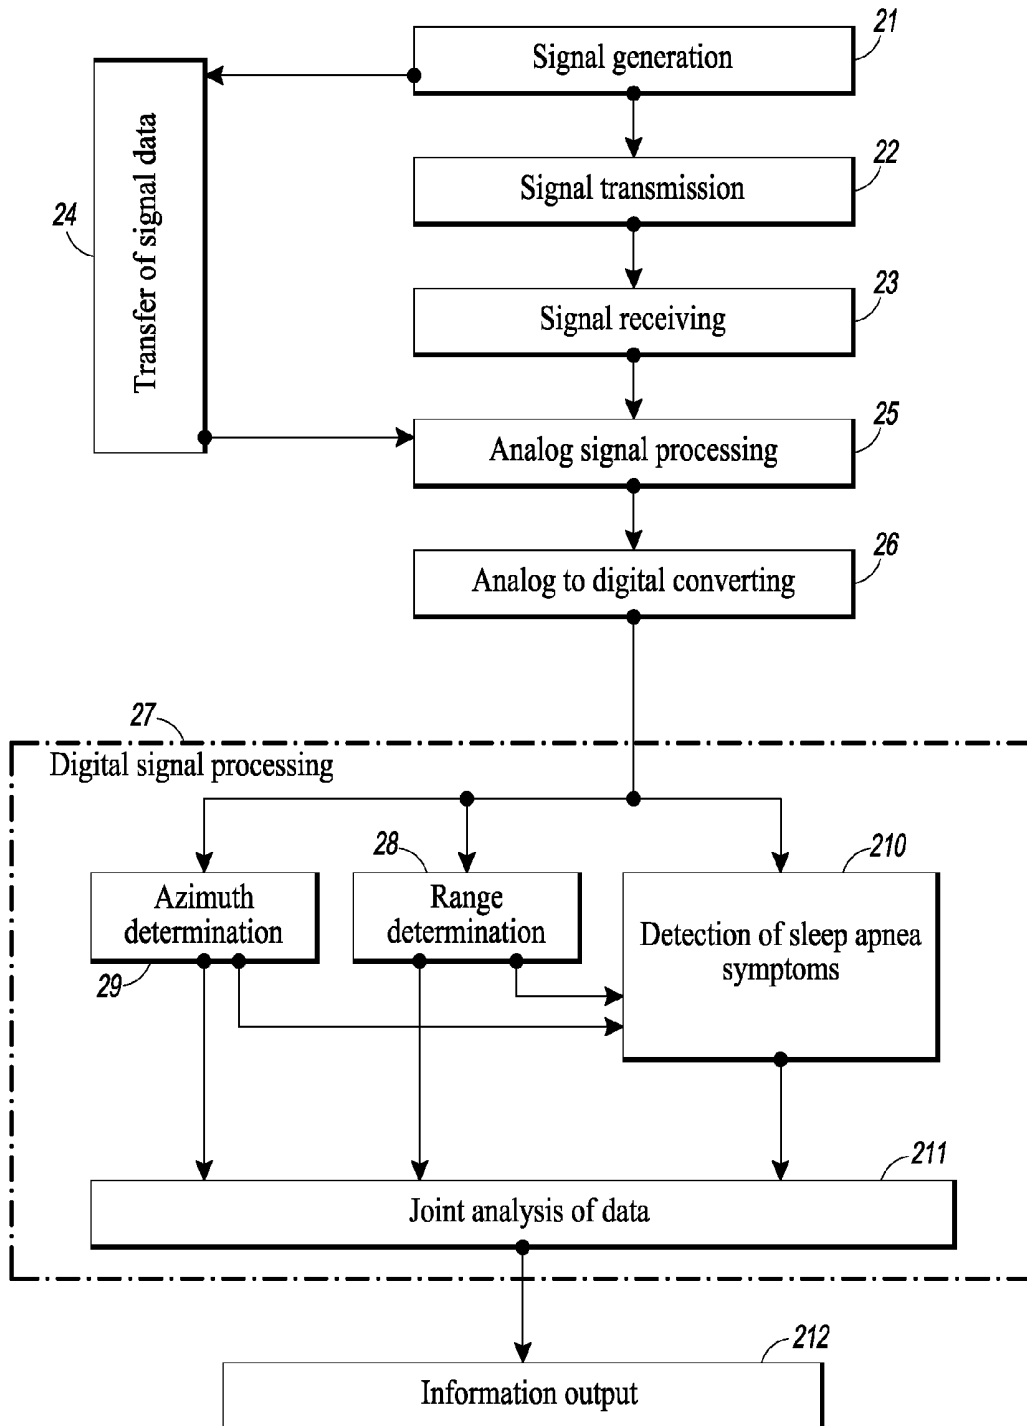 21
Signal generation
22
Signal transmission
24
Transfer of signal data
23
Signal receiving
25
Analog signal processing
26
Analog to digital converting
27
Digital signal processing
28
210
Azimuth
determination
29
Range
determination
Detection of sleep apnea
symptoms
211
Joint analysis of data
212
Information output